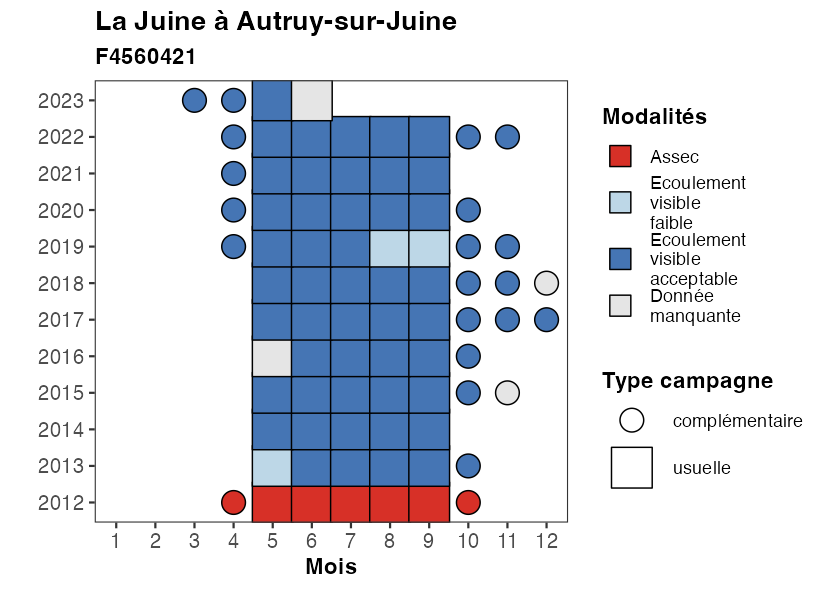 La Juine à Autruy-sur-Juine
F4560421
2023
2022
2021
2020
2019
2018
2017
2016
2015
2014
2013
2012
1 2 3 4 5 6 7 8 9 10 11 12
Mois
Modalités
Assec
Ecoulement
visible
faible
Ecoulement
visible
acceptable
Donnée
manquante
Type campagne
complémentaire
usuelle